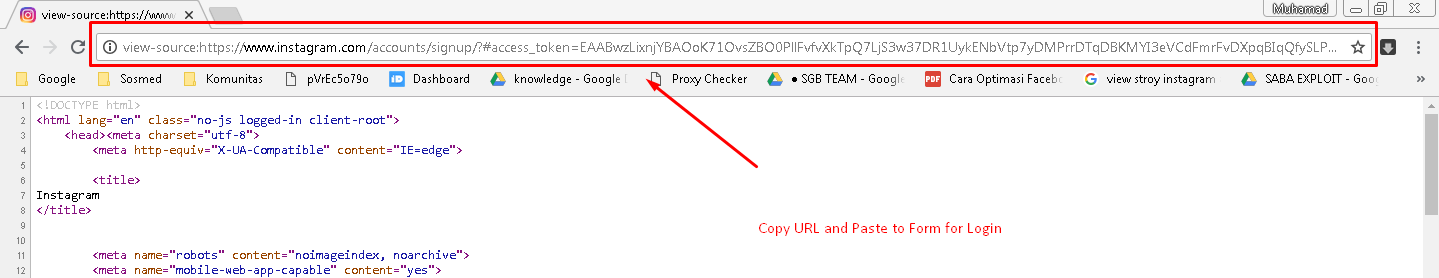 view-source:https://www
Muhamad
view-source:https://www.instagram.com/accounts/signup/?#access_token=EAABwzLixnjYBAOoK71OvsZBO0PIlFvfvXkTpQ7LjS3w37DR1UykENbVtp7yDMPrrDTqDBKMYI3eVCdFmrFvDXpqBIqQfySLP...
Google Sosmed Komunitas pVrEc5o79o Dashboard knowledge - Google Proxy Checker • SGB TEAM - Google Cara Optimasi Faceb view stroy instagram SABA EXPLOIT - Goog »
1 <!DOCTYPE html>
2 <html lang="en" class="no-js logged-in client-root">
3 <head><meta charset="utf-8">
4 <meta http-equiv="X-UA-Compatible" content="IE=edge">
5
6 <title>
7 Instagram
8 </title>
9
10
11 <meta name="robots" content="noimageindex, noarchive">
12 <meta name="mobile-web-app-capable" content="yes">
Copy URL and Paste to Form for Login